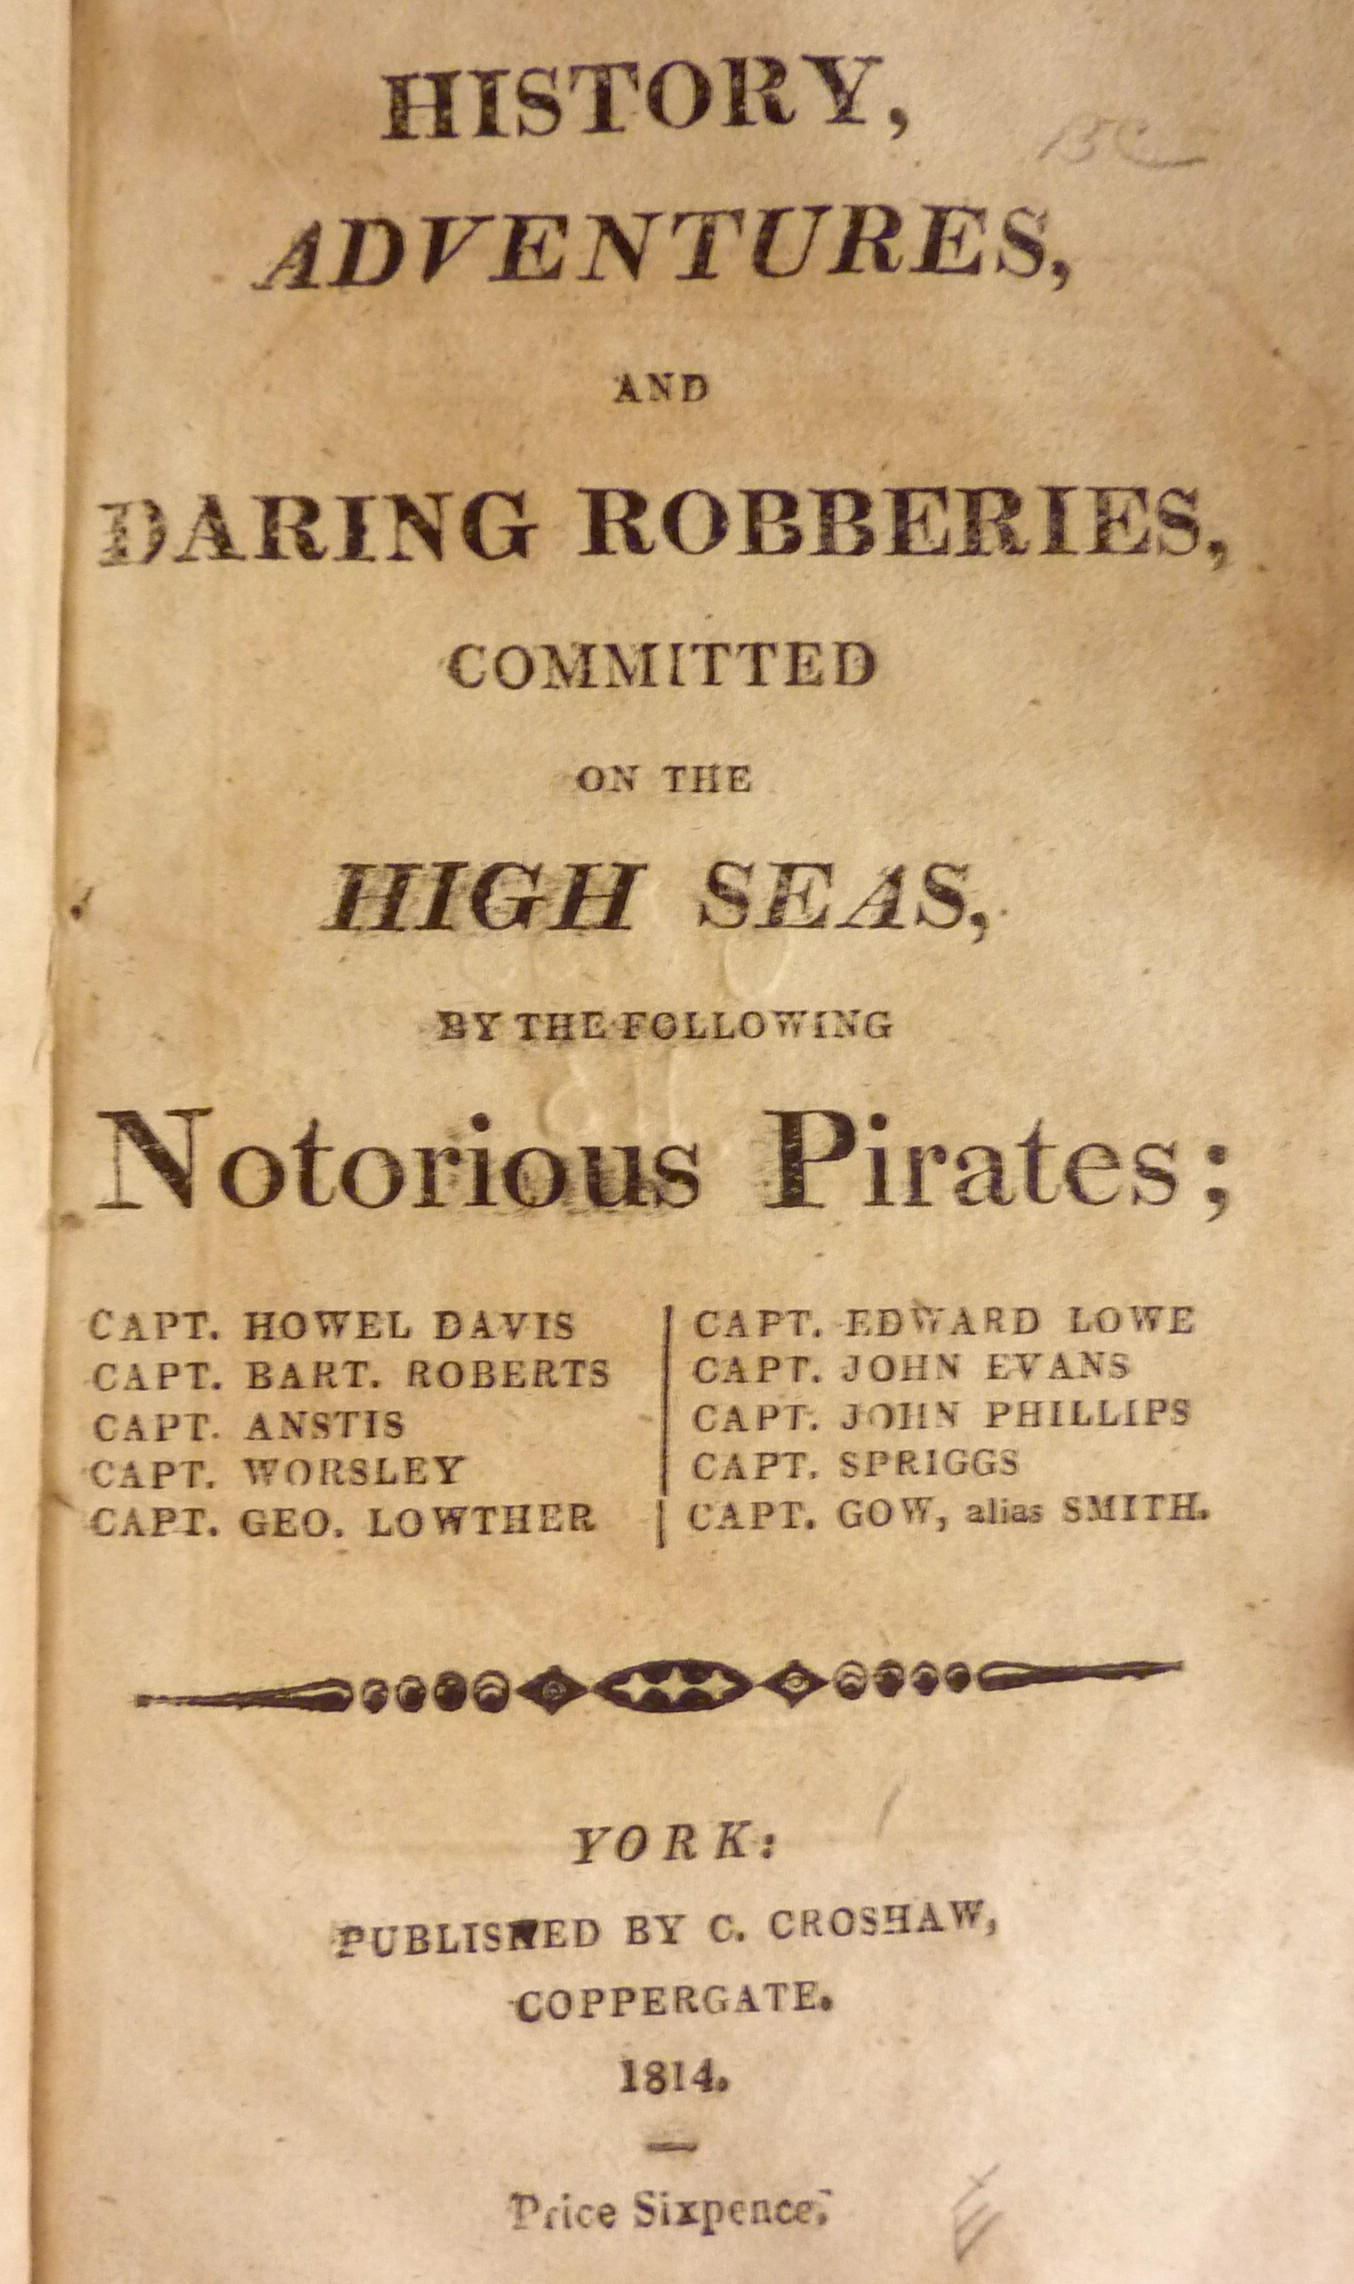 HISTORY,
ADVENTURES,
AND
DARING ROBBERIES,
COMMITTED
ON THE
HIGH SEAS,
BY THE FOLLOWING
Notorious Pirates;
CAPT. HOWEL DAVIS
CAPT. BART. ROBERTS
CAPT. ANSTIS
CAPT. WORSLEY
CAPT. GEO. LOWTHER
CAPT. EDWARD LOWE
CAPT. JOHN EVANS
CAPT. JOHN PHILLIPS
CAPT. SPRIGGS
CAPT. GOW, alias SMITH.
YORK:
PUBLISHED BY C. CROSHAW,
COPPERGATE.
1814.
Price Sixpence.